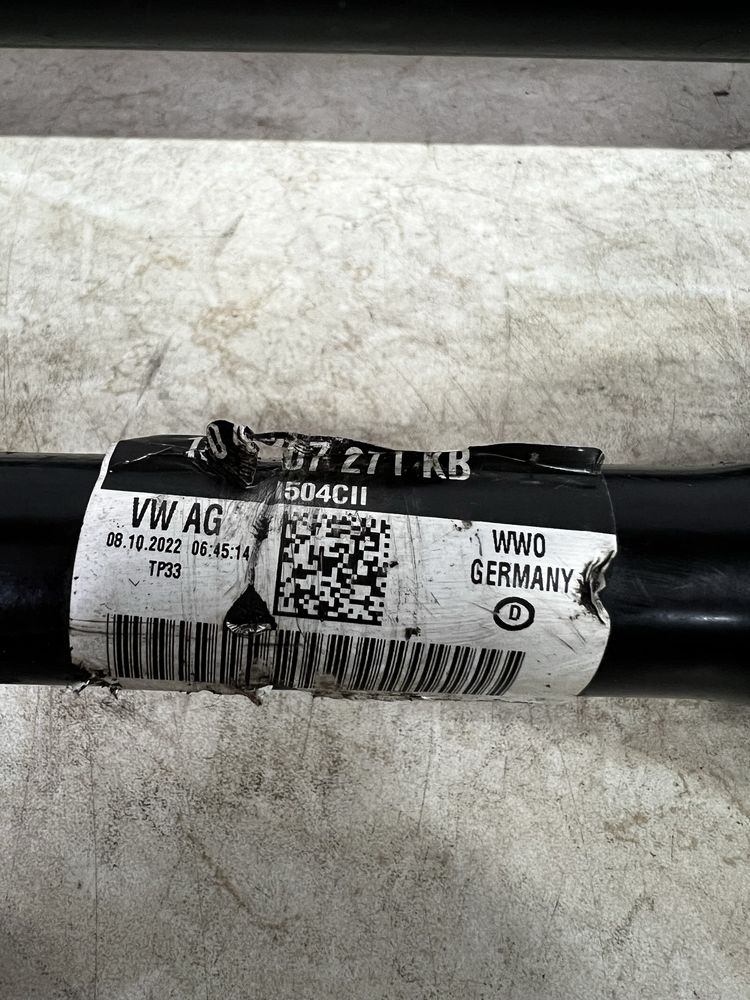 07 271 KB
1504CII
VW AG
08.10.2022 06:45:14
TP33
WWO
GERMANY
D